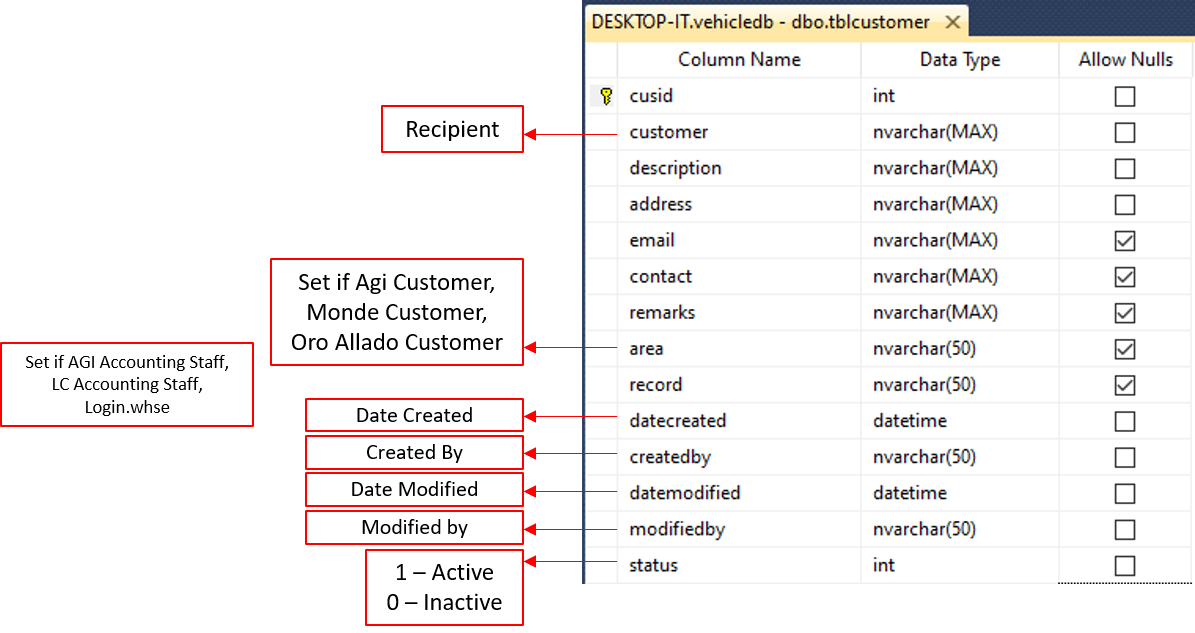 DESKTOP-IT.vehicledb - dbo.tblcustomer
Column Name Data Type Allow Nulls
cusid int
Recipient
customer nvarchar(MAX)
description nvarchar(MAX)
address nvarchar(MAX)
email nvarchar(MAX)
contact nvarchar(MAX)
remarks nvarchar(MAX)
Set if Agi Customer,
Monde Customer,
Oro Allado Customer
area nvarchar(50)
Set if AGI Accounting Staff,
LC Accounting Staff,
Login.whse
record nvarchar(50)
Date Created
datecreated datetime
Created By
createdby nvarchar(50)
Date Modified
datemodified datetime
Modified by
modifiedby nvarchar(50)
1 – Active
0 – Inactive
status int